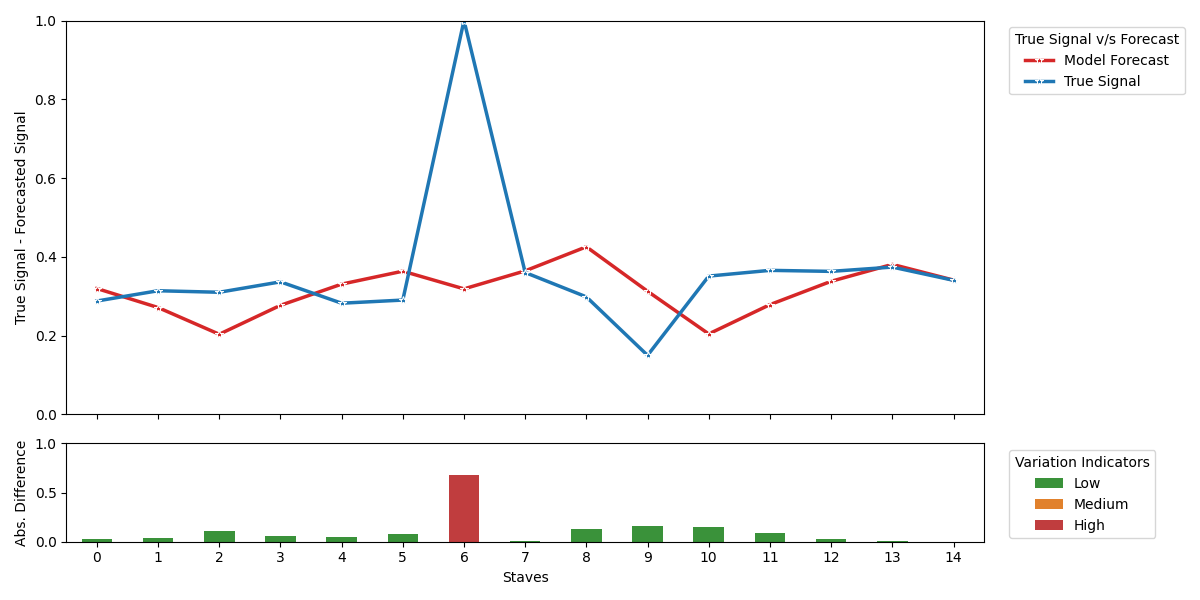 1.0
0.8
0.6
0.4
0.2
0.0
True Signal - Forecasted Signal
True Signal v/s Forecast
Model Forecast
True Signal
1.0
0.5
0.0
Abs. Difference
0 1 2 3 4 5 6 7 8 9 10 11 12 13 14
Staves
Variation Indicators
Low
Medium
High